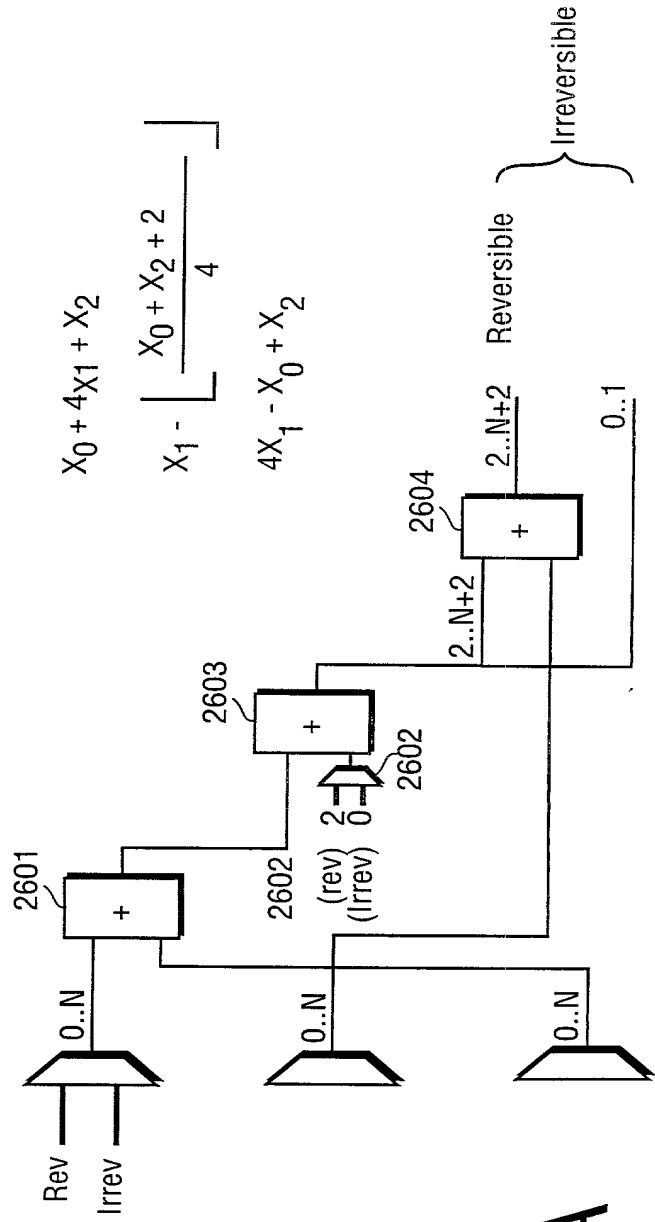 X0 + 4X1 + X2
X1 - ⌊ X0 + X2 + 2 ⌋
4
4X1 - X0 + X2
Rev
Irrev
0..N
2601
+
0..N
0..N
2602
2603
+
2
0
(rev)
(Irrev)
2602
2..N+2
2604
+
2..N+2
Reversible
0..1
Irreversible